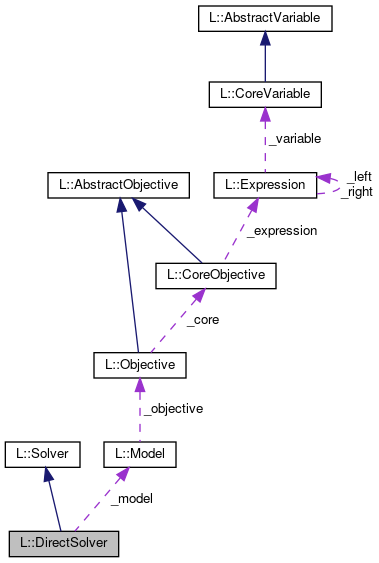 L::AbstractVariable
L::CoreVariable
_variable
L::AbstractObjective
L::Expression
_left
_right
_expression
L::CoreObjective
_core
L::Objective
_objective
L::Solver
L::Model
_model
L::DirectSolver